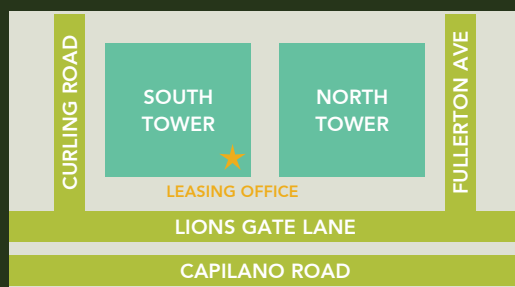 CURLING ROAD
SOUTH
TOWER
NORTH
TOWER
FULLERTON AVE
LEASING OFFICE
LIONS GATE LANE
CAPILANO ROAD